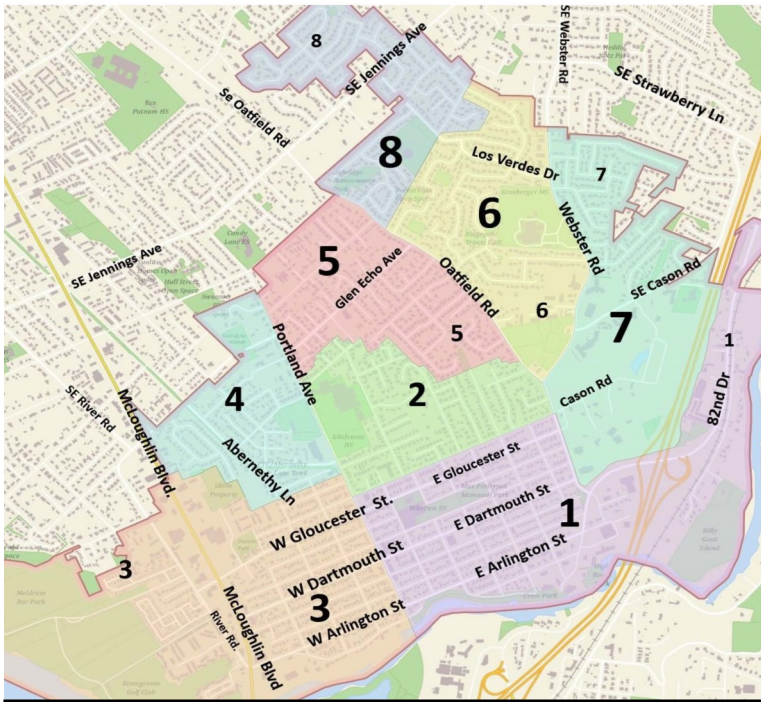 8
SE Jennings Ave
SE Webster Rd
SE Strawberry Ln
Se Oatfield Rd
8
Los Verdes Dr
7
6
Webster Rd
SE Jennings Ave
5
Glen Echo Ave
Oatfield Rd
SE Cason Rd
6
7
5
1
Portland Ave
82nd Dr
4
2
Cason Rd
SE River Rd
McLoughlin Blvd.
Abernethy Ln
E Gloucester St
W Gloucester St.
E Dartmouth St
1
W Dartmouth St
E Arlington St
3
3
W Arlington St
McLoughlin Blvd
River Rd.